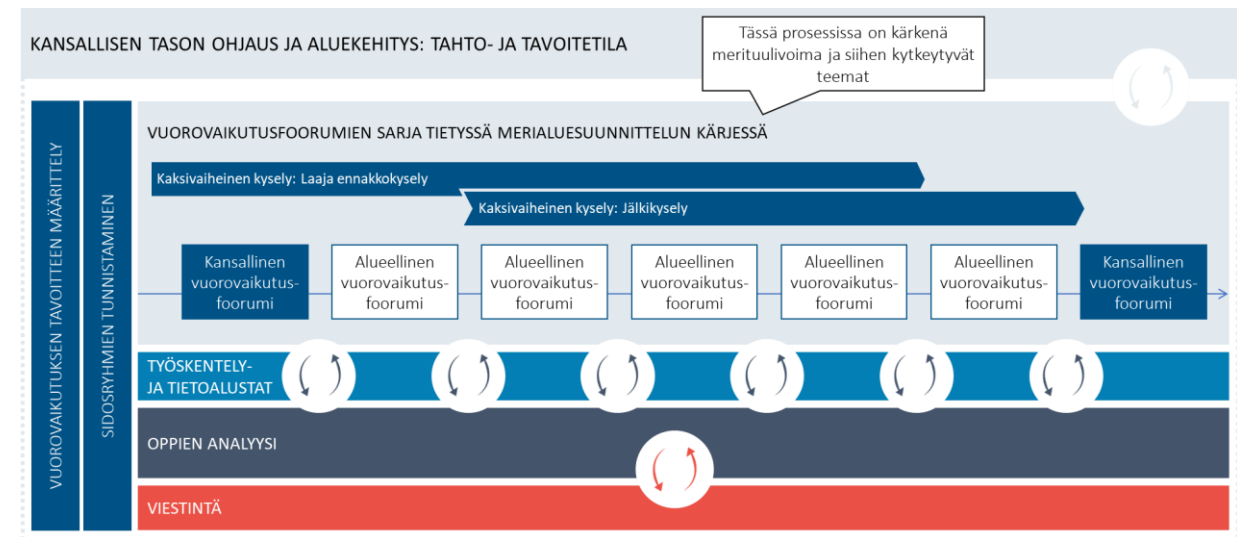 KANSALLISEN TASON OHJAUS JA ALUEKEHITYS: TAHTO- JA TAVOITETILA
Tässä prosessissa on kärkenä
merituulivoima ja siihen kytkeytyvät
teemat
VUOROVAIKUTUKSEN TAVOITTEEN MÄÄRITTELY
SIDOSRYHMIEN TUNNISTAMINEN
VUOROVAIKUTUSFOORUMIEN SARJA TIETYSSÄ MERIALUESUUNNITTELUN KÄRJESSÄ
Kaksivaiheinen kysely: Laaja ennakkokysely
Kaksivaiheinen kysely: Jälkikysely
Kansallinen
vuorovaikutus-
foorumi
Alueellinen
vuorovaikutus-
foorumi
Alueellinen
vuorovaikutus-
foorumi
Alueellinen
vuorovaikutus-
foorumi
Alueellinen
vuorovaikutus-
foorumi
Alueellinen
vuorovaikutus-
foorumi
Kansallinen
vuorovaikutus-
foorumi
TYÖSKENTELY-
JA TIETOALUSTAT
OPPIEN ANALYYSI
VIESTINTÄ